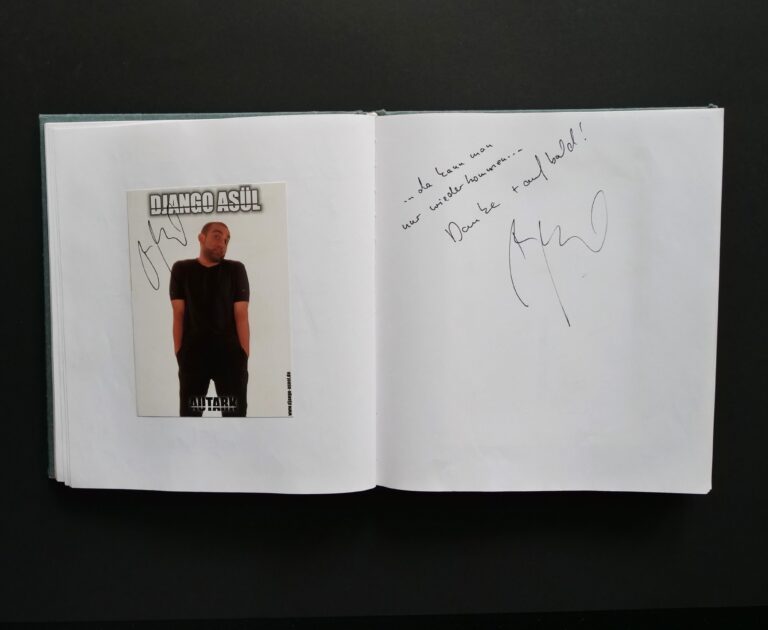 DJANGO ASÜL
AUTARK
www.django-asuel.de
...da kann man
nur wiederkommen...
Danke + auf bald!